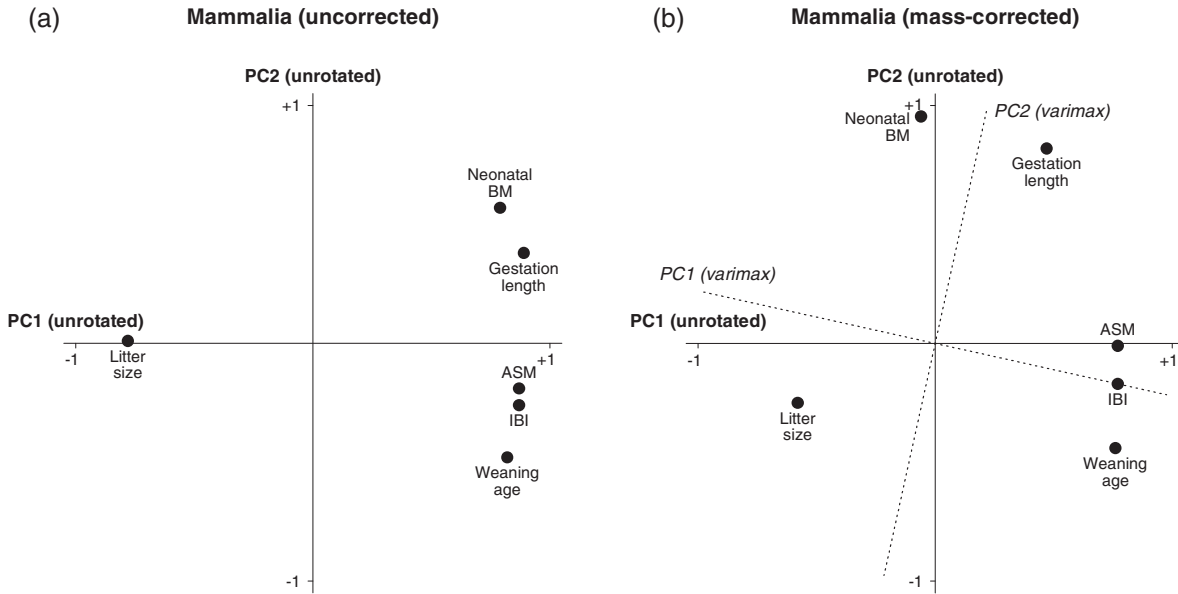 (a)
Mammalia (uncorrected)
PC2 (unrotated)
+1
Neonatal
BM
Gestation
length
PC1 (unrotated)
-1
+1
Litter
size
ASM
IBI
Weaning
age
-1
(b)
Mammalia (mass-corrected)
PC2 (unrotated)
+1
Neonatal
BM
PC2 (varimax)
Gestation
length
PC1 (varimax)
PC1 (unrotated)
ASM
-1
+1
IBI
Litter
size
Weaning
age
-1